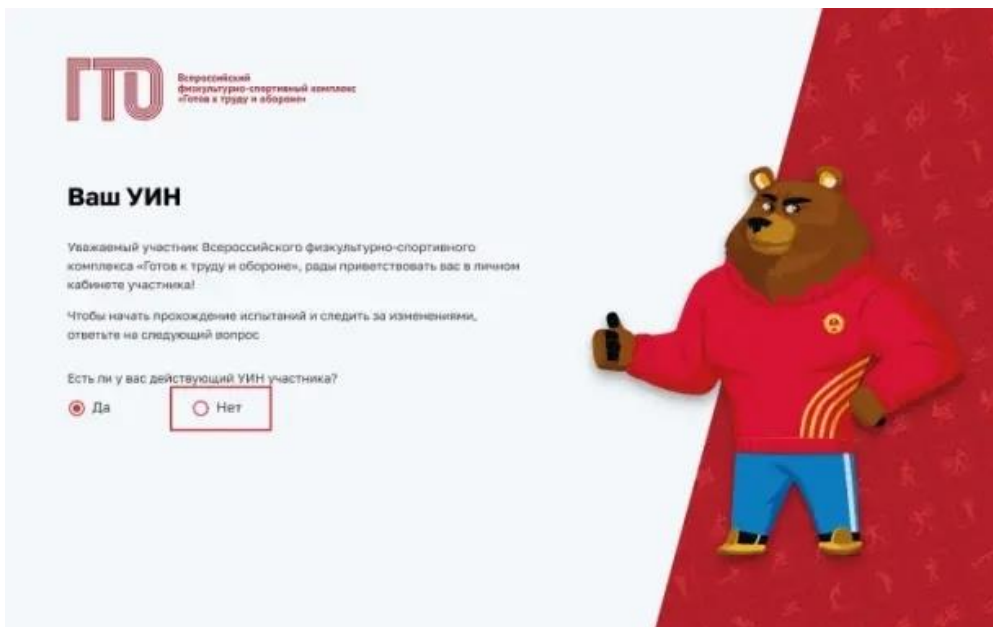 ГТО
Всероссийский
физкультурно-спортивный комплекс
«Готов к труду и обороне»
Ваш УИН
Уважаемый участник Всероссийского физкультурно-спортивного
комплекса «Готов к труду и обороне», рады приветствовать вас в личном
кабинете участника!
Чтобы начать прохождение испытаний и следить за изменениями,
ответьте на следующий вопрос
Есть ли у вас действующий УИН участника?
Да Нет